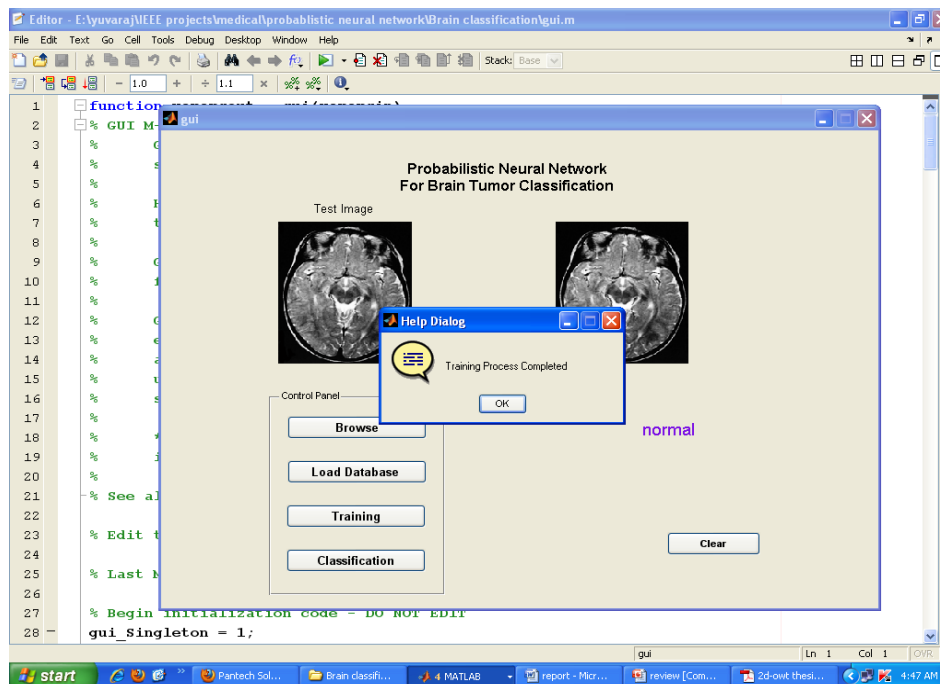 Editor - E:\yuvaraj\IEEE projects\medical\probablistic neural network\Brain classification\gui.m
File Edit Text Go Cell Tools Debug Desktop Window Help
Stack: Base
- 1.0 + ÷ 1.1 ×
1 function
2 % GUI M-
3 %
4 %
5 %
6 %
7 %
8 %
9 %
10 %
11 %
12 %
13 %
14 %
15 %
16 %
17 %
18 %
19 %
20 %
21 % See al
22
23 % Edit t
24
25 % Last M
26
27 % Begin initialization code - DO NOT EDIT
28 - gui_Singleton = 1;
gui
Probabilistic Neural Network
For Brain Tumor Classification
Test Image
Help Dialog
Training Process Completed
OK
Control Panel
Browse
Load Database
Training
Classification
normal
Clear
gui Ln 1 Col 1 OVR
start Pantech Sol... Brain classifi... 4 MATLAB report - Micr... review [Com... 2d-owt thesi... 4:47 AM